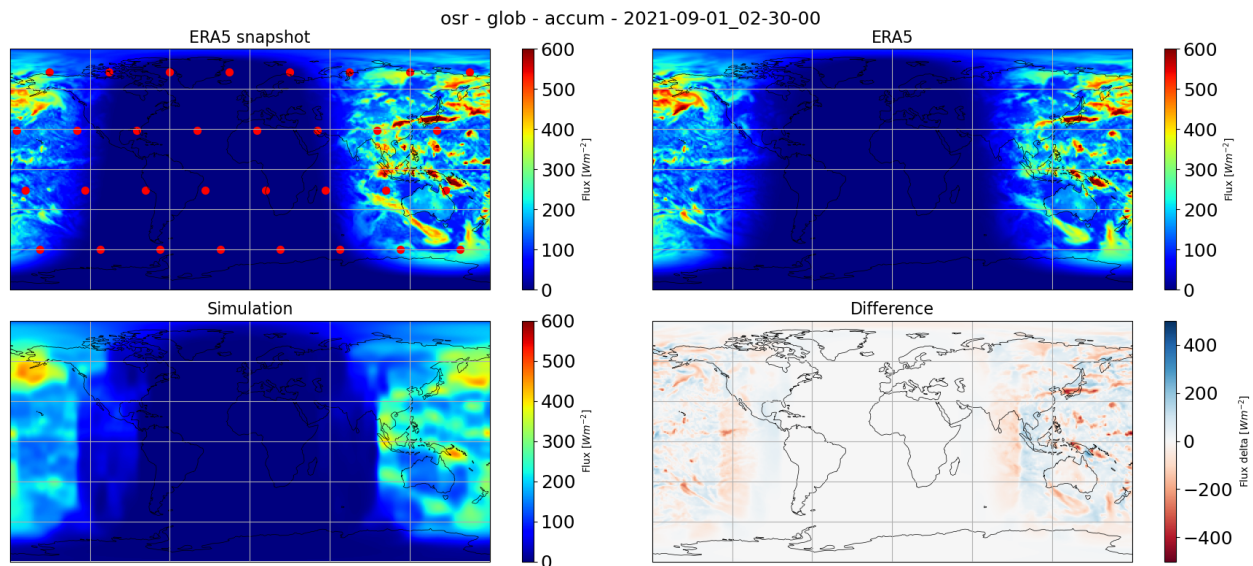 osr - glob - accum - 2021-09-01_02-30-00
ERA5 snapshot
600
500
400
300
200
100
0
Flux [Wm⁻²]
ERA5
600
500
400
300
200
100
0
Flux [Wm⁻²]
Simulation
600
500
400
300
200
100
0
Flux [Wm⁻²]
Difference
400
200
0
−200
−400
Flux delta [Wm⁻²]